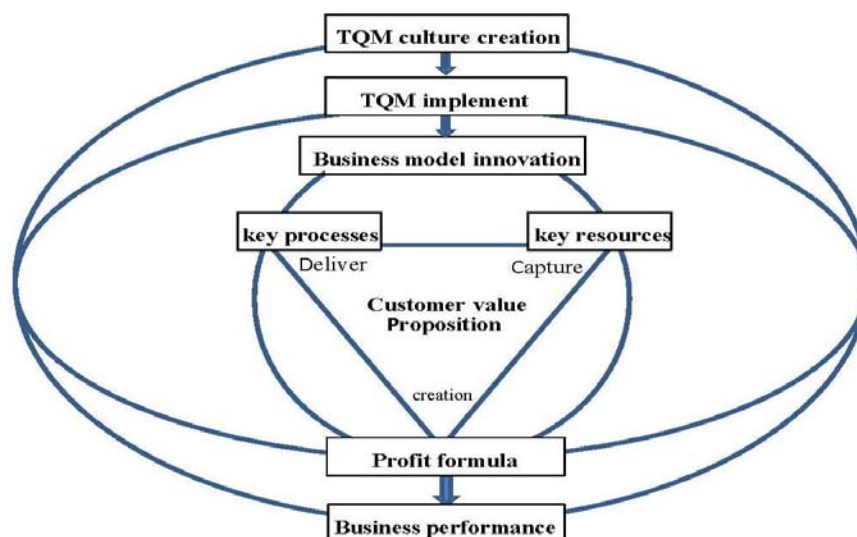 TQM culture creation
TQM implement
Business model innovation
key processes
key resources
Deliver
Capture
Customer value
Proposition
creation
Profit formula
Business performance